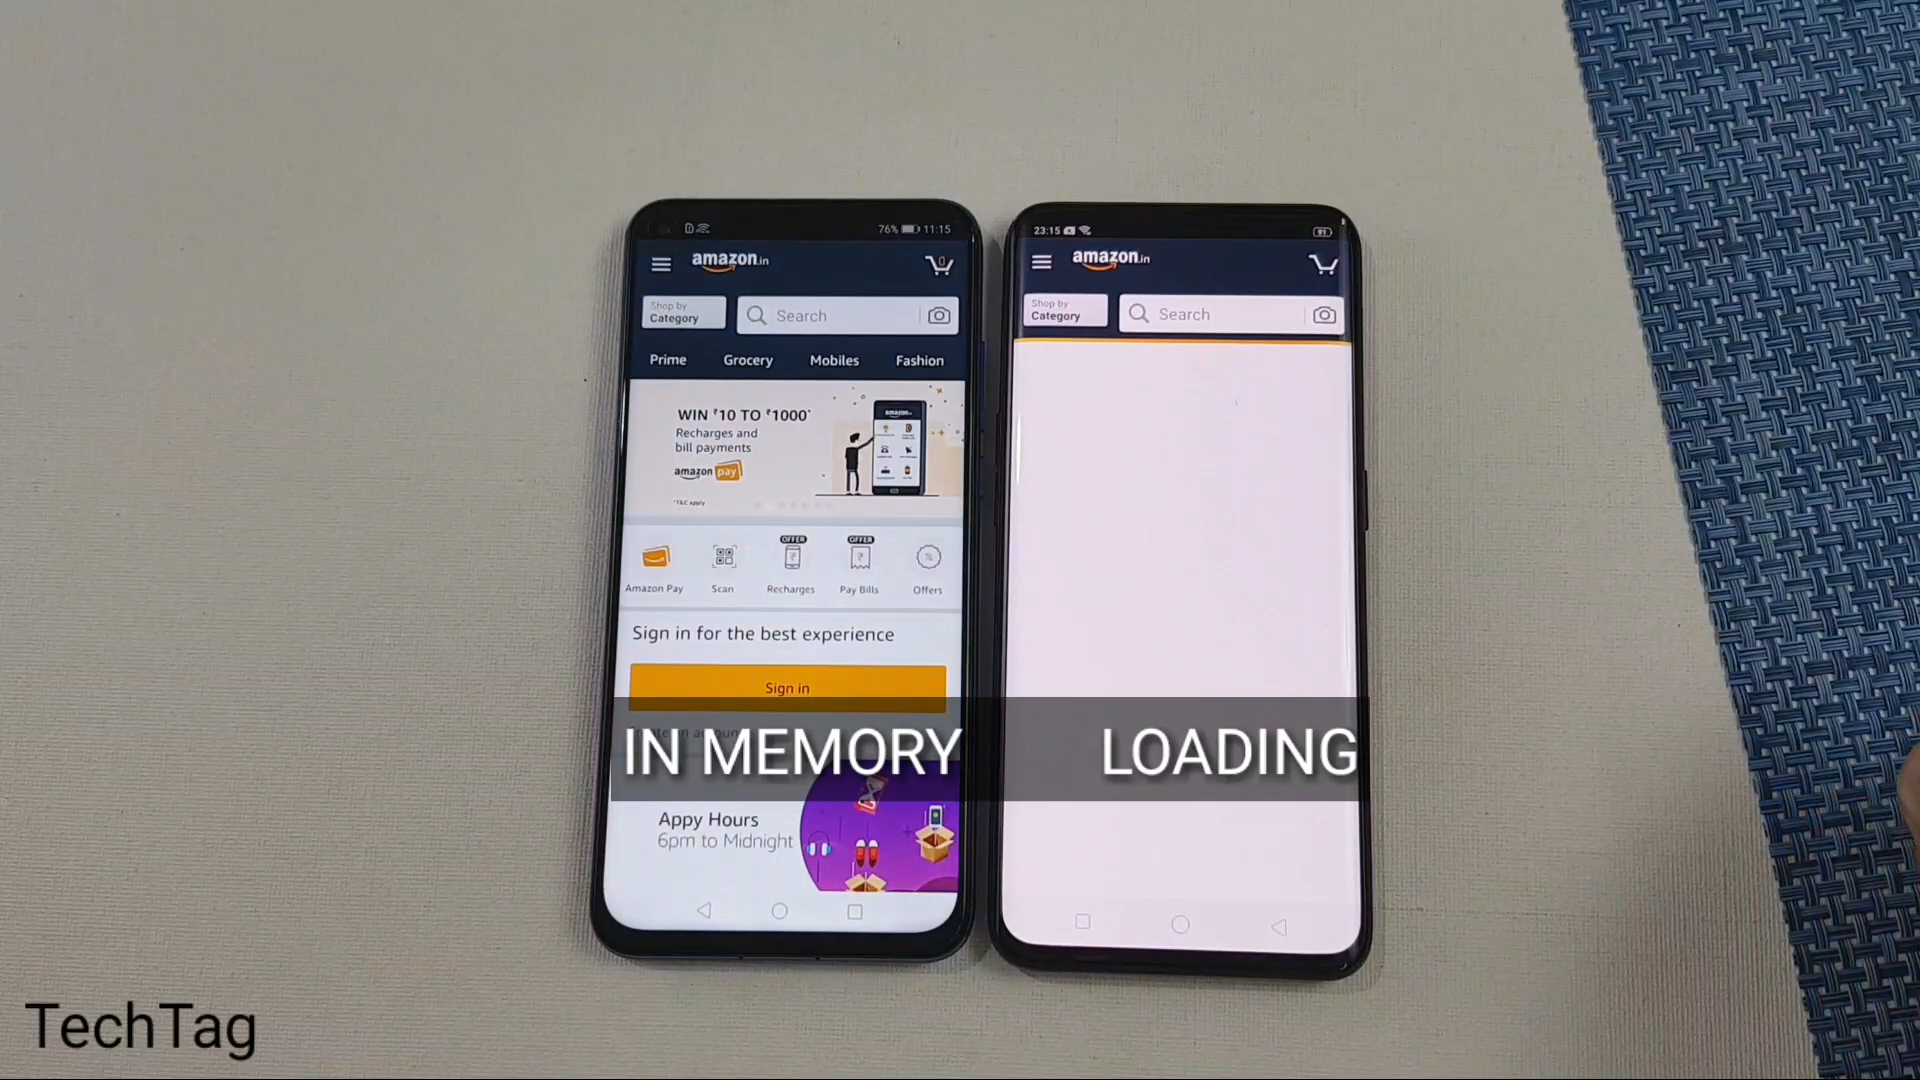 76% 11:15
amazon.in
0
Shop by
Category
Search
Prime Grocery Mobiles Fashion
WIN ₹10 TO ₹1000*
Recharges and
bill payments
amazon pay
*T&C apply
amazon.in
OFFER OFFER
Amazon Pay Scan Recharges Pay Bills Offers
Sign in for the best experience
Sign in
Appy Hours
6pm to Midnight
23:15
91
amazon.in
Shop by
Category
Search
IN MEMORY LOADING
TechTag